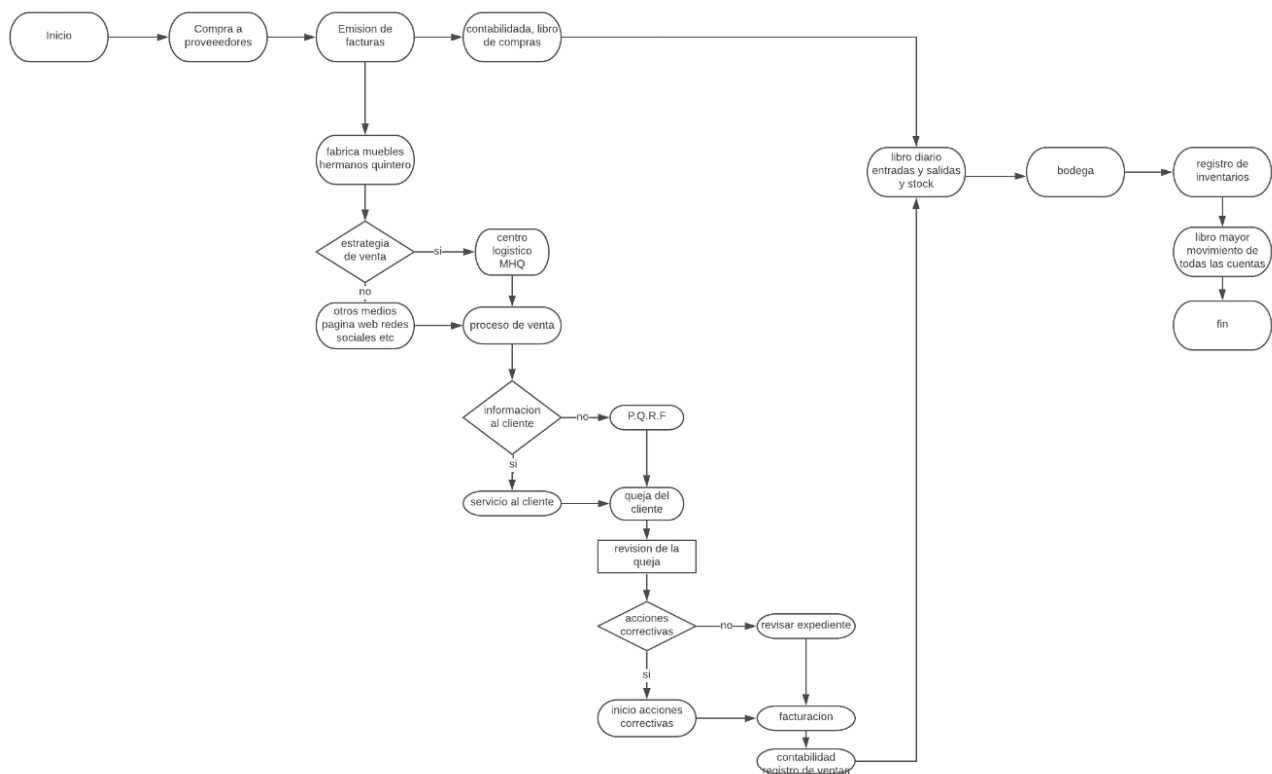 Inicio
Compra a
proveeedores
Emision de
facturas
contabilidada, libro
de compras
fabrica muebles
hermanos quintero
libro diario
entradas y salidas
y stock
bodega
registro de
inventarios
estrategia
de venta
si
centro
logistico
MHQ
libro mayor
movimiento de
todas las cuentas
no
otros medios
pagina web redes
sociales etc
proceso de venta
fin
informacion
al cliente
no
P.Q.R.F
si
servicio al cliente
queja del
cliente
revision de la
queja
acciones
correctivas
no
revisar expediente
si
inicio acciones
correctivas
facturacion
contabilidad
registro de ventas